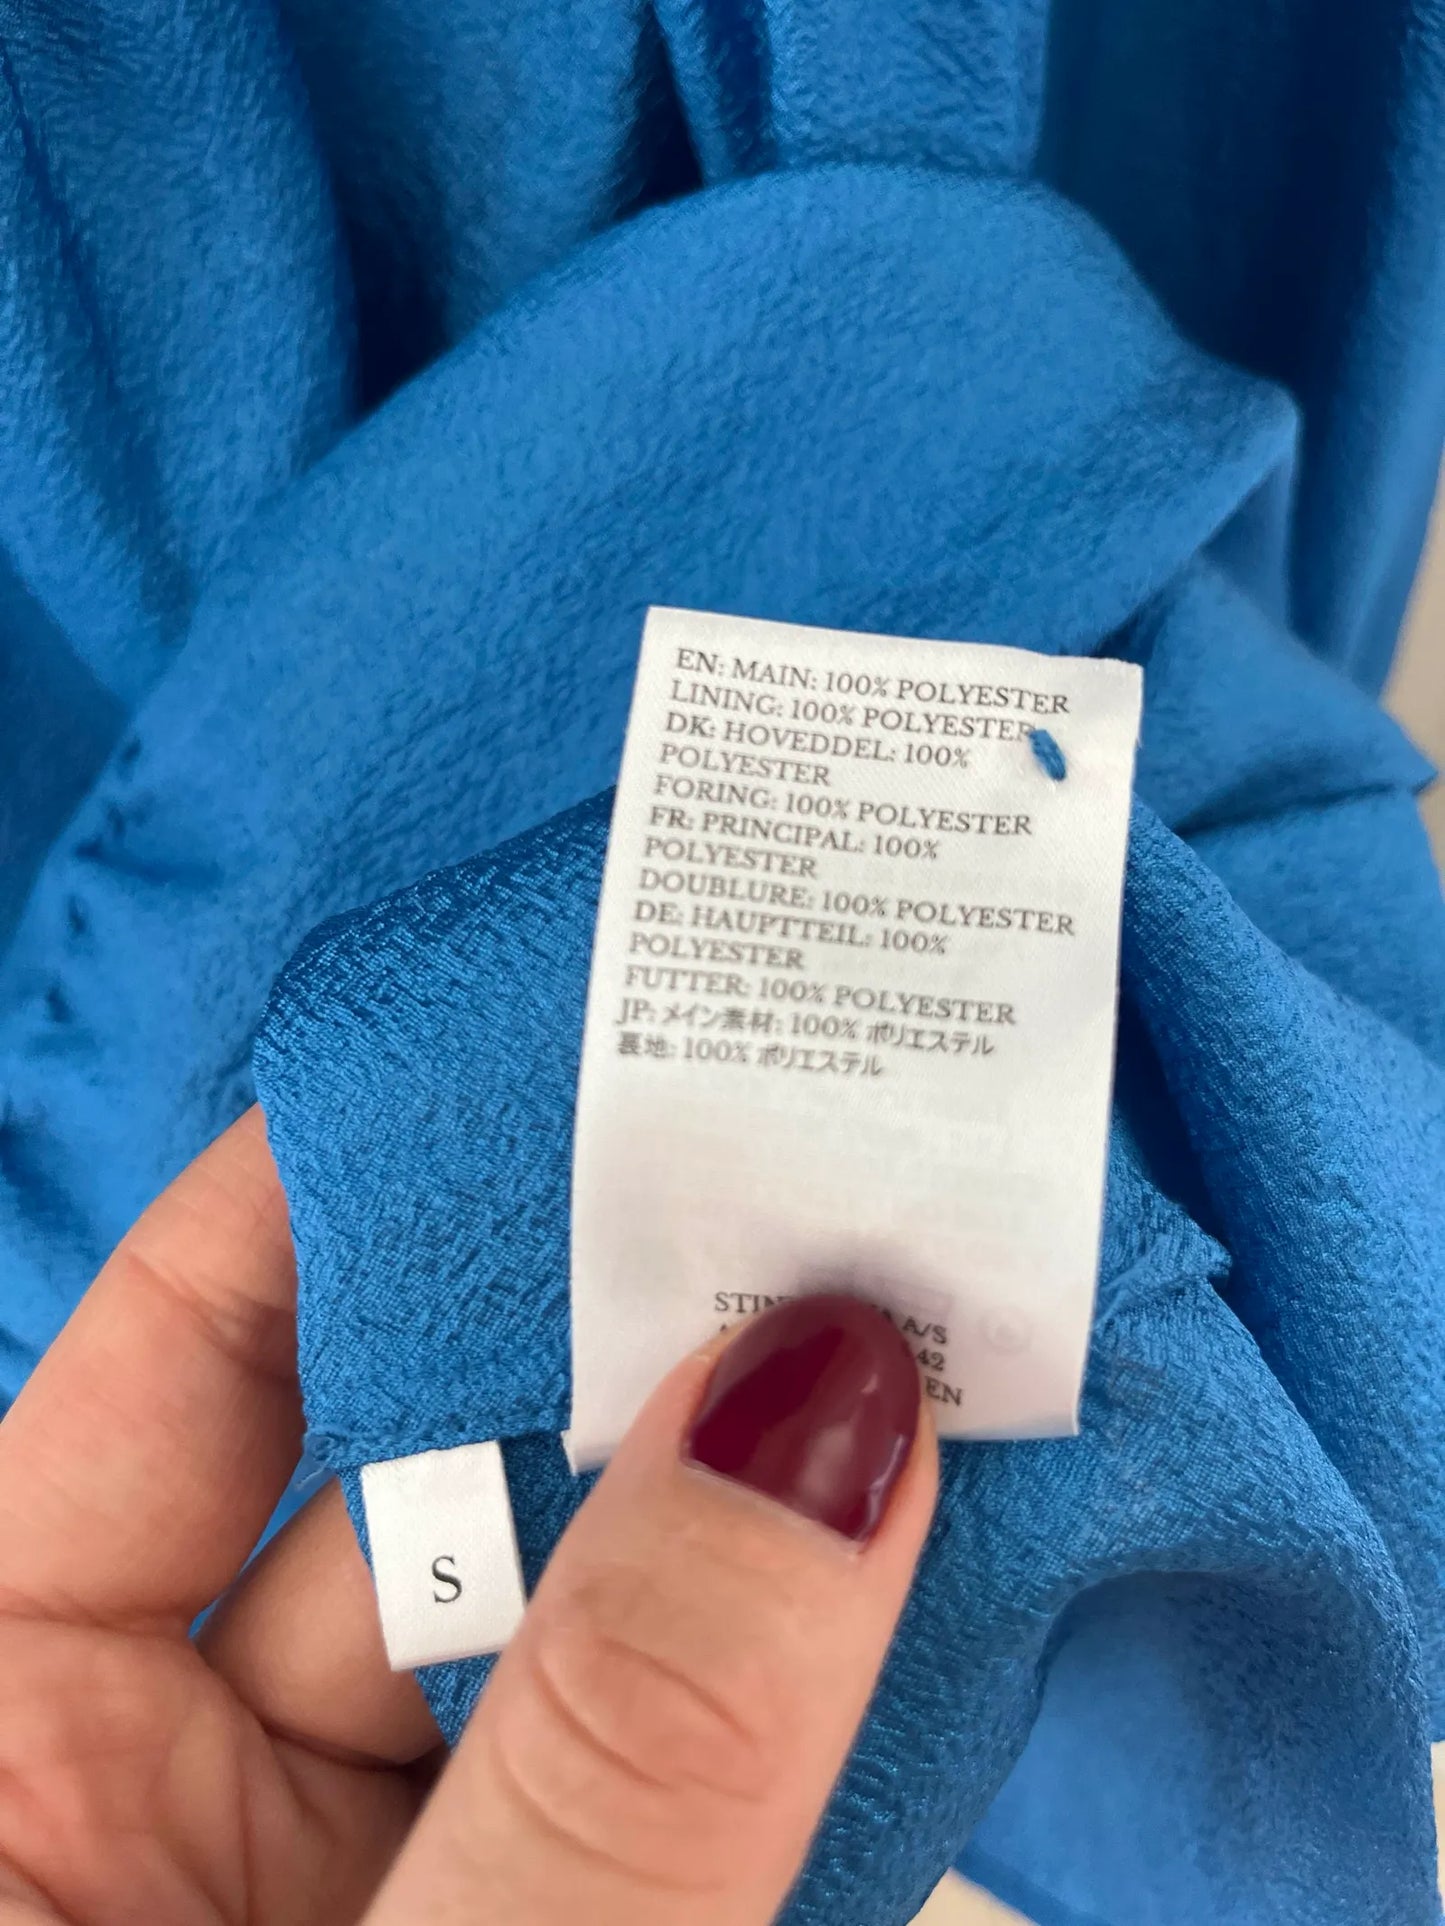 EN: MAIN: 100% POLYESTER
LINING: 100% POLYESTER
DK: HOVEDDEL: 100%
POLYESTER
FORING: 100% POLYESTER
FR: PRINCIPAL: 100%
POLYESTER
DOUBLURE: 100% POLYESTER
DE: HAUPTTEIL: 100%
POLYESTER
FUTTER: 100% POLYESTER
JP: メイン素材: 100% ポリエステル
裏地: 100% ポリエステル
A/S
S